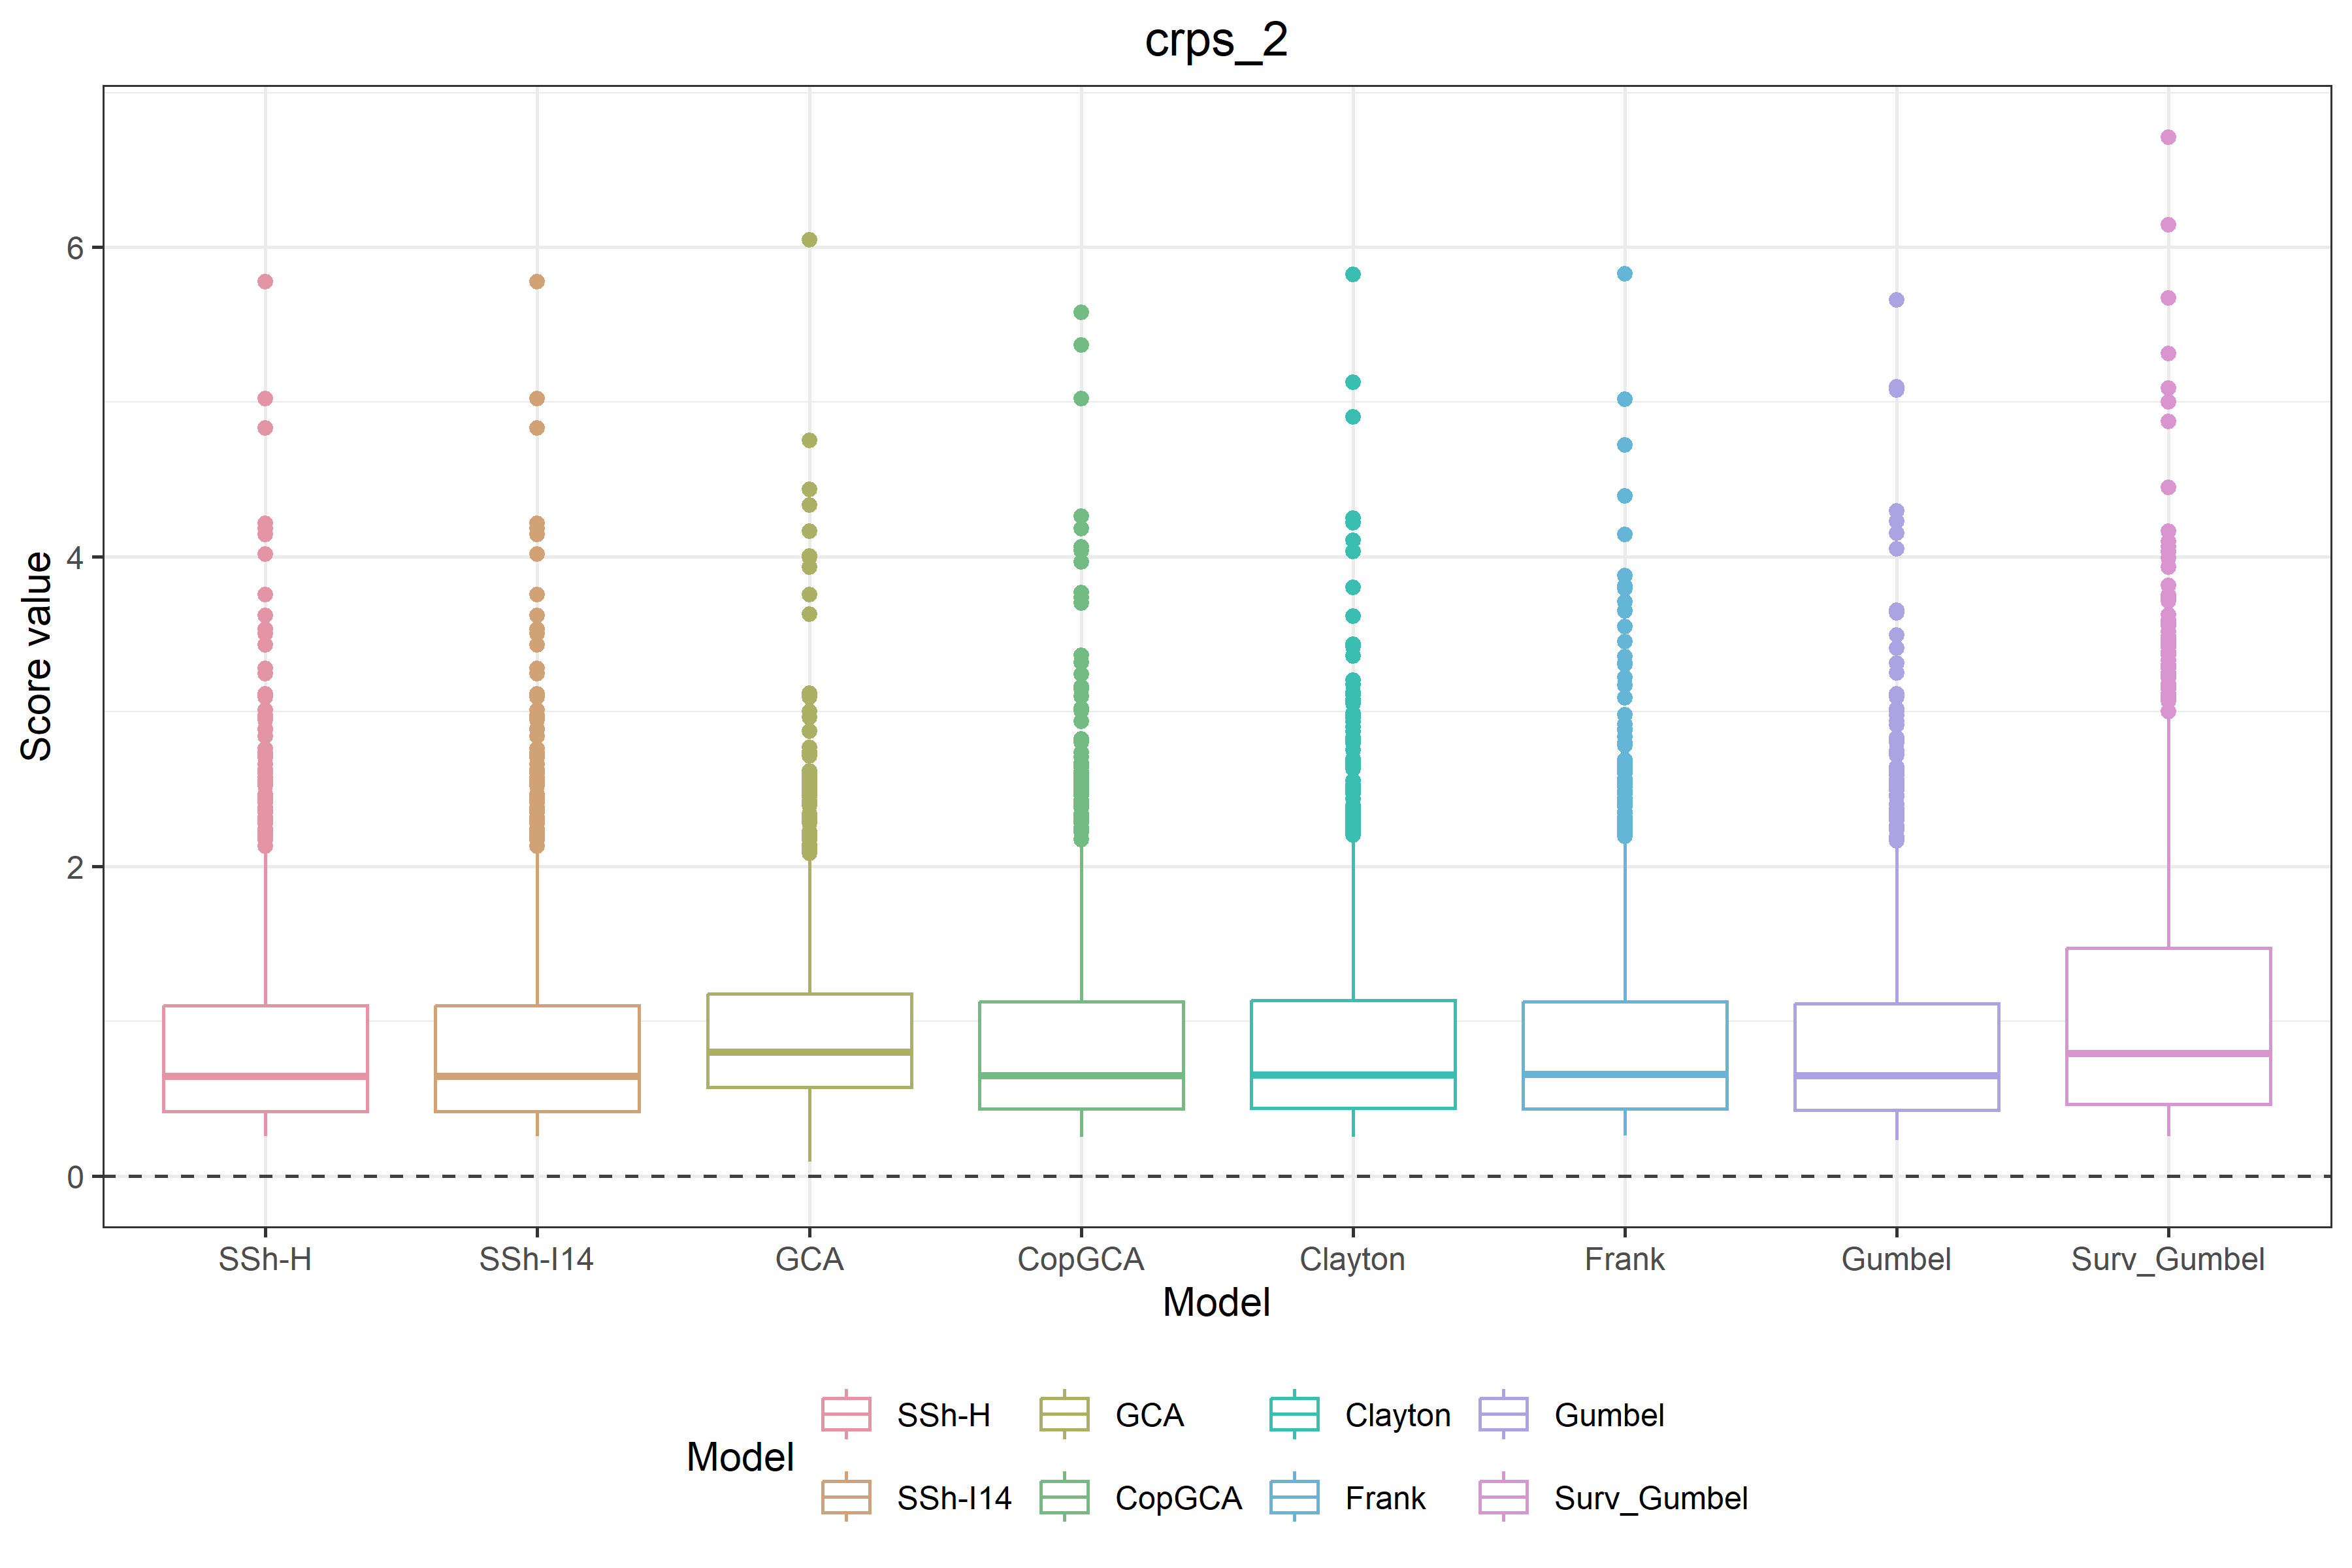 crps_2
Score value
6
4
2
0
SSh-H SSh-I14 GCA CopGCA Clayton Frank Gumbel Surv_Gumbel
Model
Model
SSh-H GCA Clayton Gumbel
SSh-I14 CopGCA Frank Surv_Gumbel